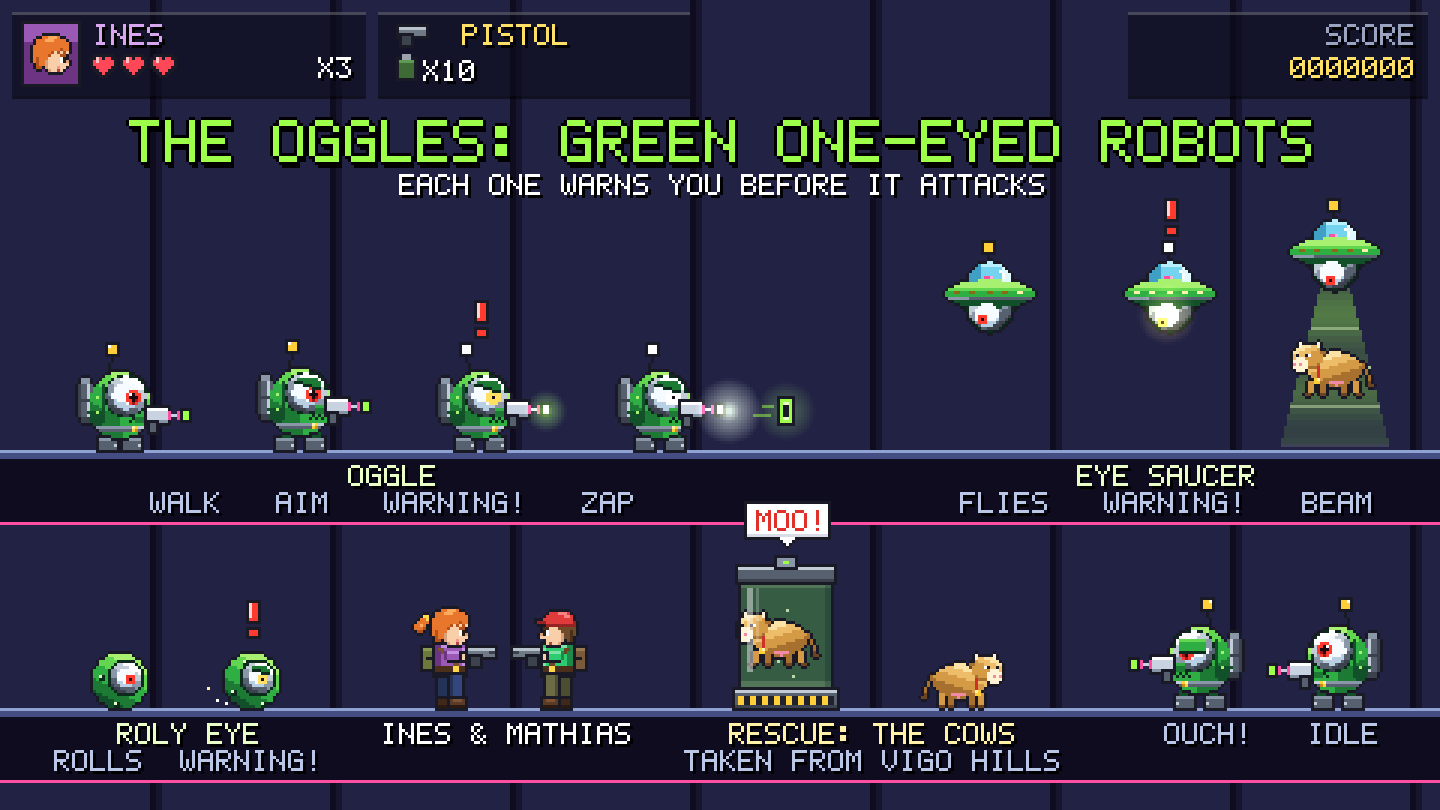 INES
X3
PISTOL
X10
SCORE
0000000
THE OGGLES: GREEN ONE-EYED ROBOTS
EACH ONE WARNS YOU BEFORE IT ATTACKS
!
!
OGGLE
WALK AIM WARNING! ZAP
EYE SAUCER
FLIES WARNING! BEAM
MOO!
!
ROLY EYE
ROLLS WARNING!
INES & MATHIAS
RESCUE: THE COWS
TAKEN FROM VIGO HILLS
OUCH! IDLE